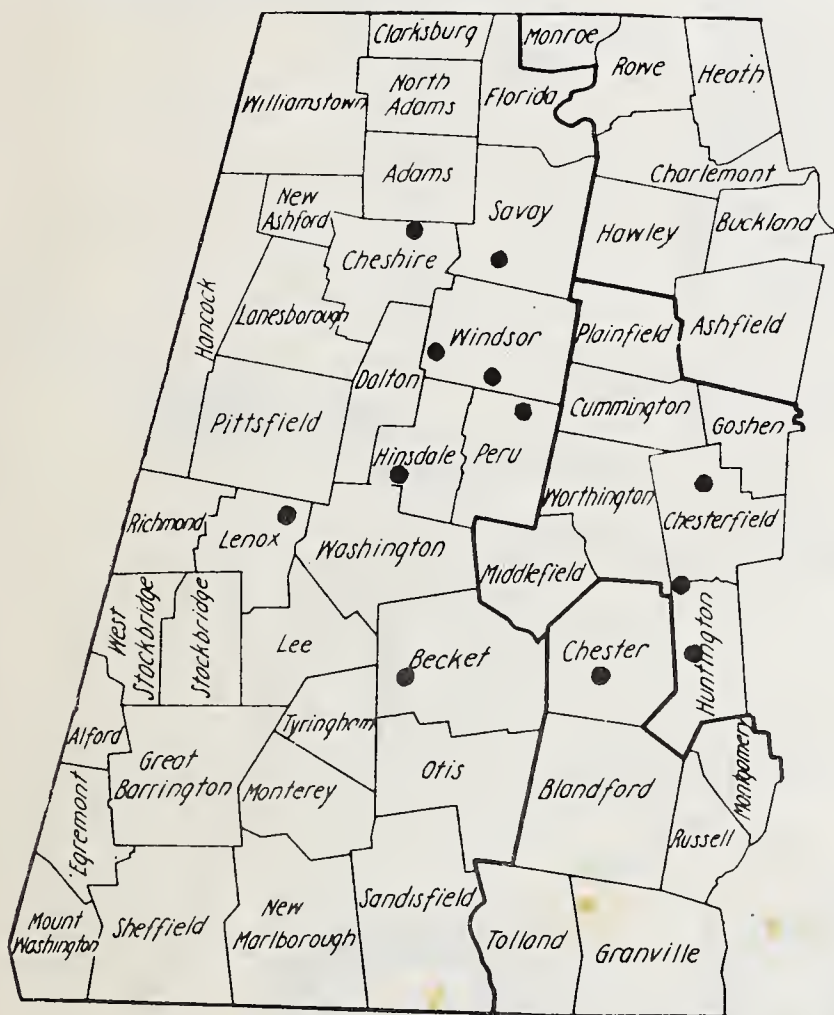 Clarksburg
Monroe
Rowe
Heath
Williamstown
North
Adams
Florida
Adams
Charlemont
New
Ashford
Savay
Hawley
Buckland
Cheshire
Hancock
Lanesborough
Windsor
Plainfield
Ashfield
Dalton
Pittsfield
Cummington
Goshen
Hinsdale
Peru
Worthington
Chesterfield
Richmond
Lenox
Washington
Middlefield
West
Stockbridge
Stockbridge
Lee
Becket
Chester
Huntington
Alford
Tyringham
Great
Barrington
Monterey
Otis
Blandford
Montgomery
Egremont
Russell
Mount
Washington
Sheffield
New
Marlborough
Sandisfield
Tolland
Granville